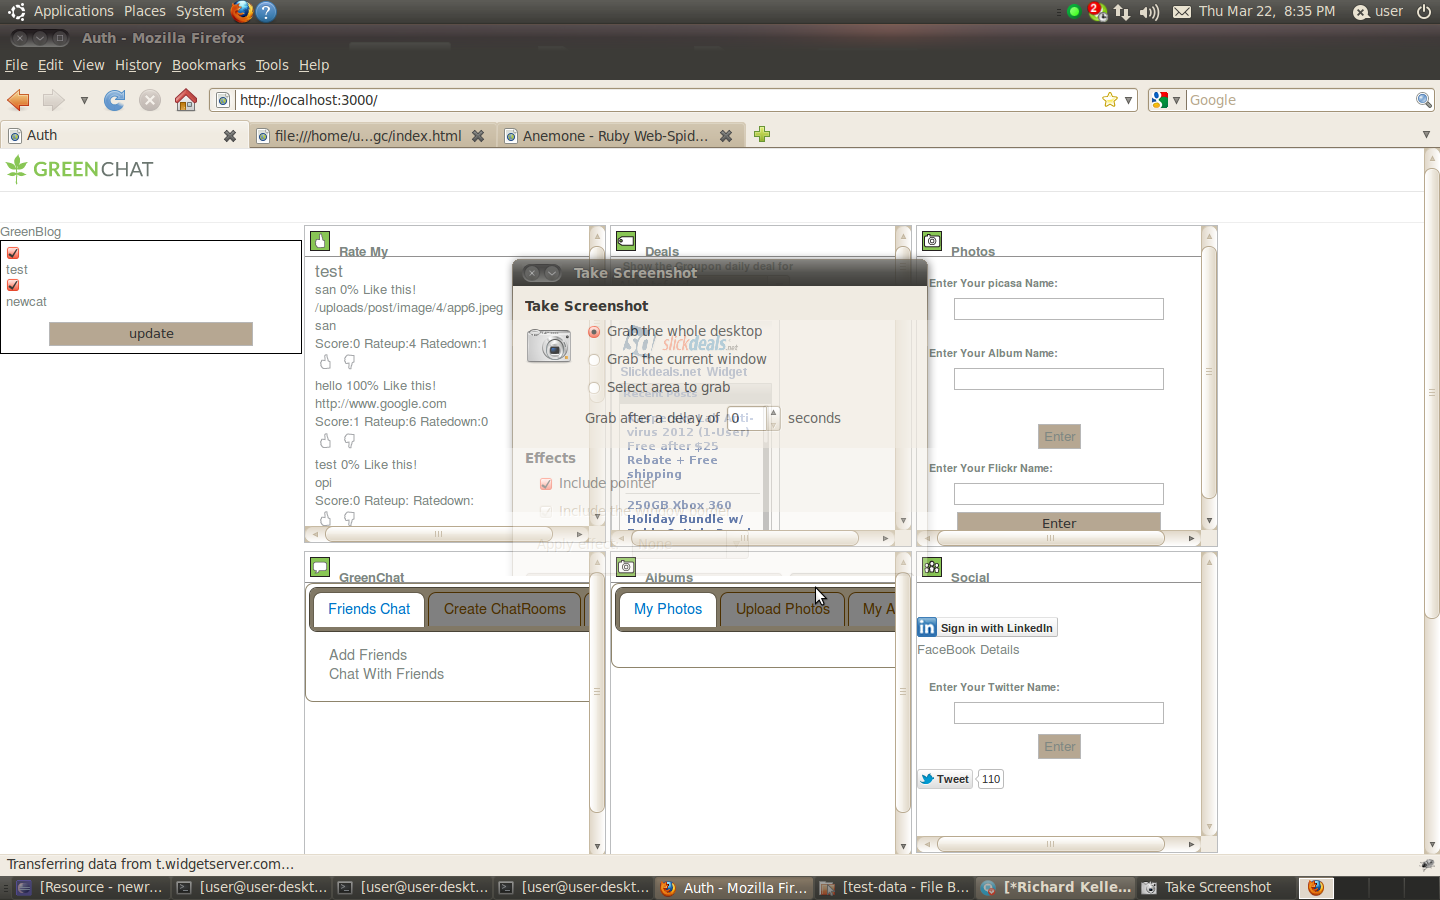 Applications Places System
2
Thu Mar 22, 8:35 PM
user
Auth - Mozilla Firefox
File Edit View History Bookmarks Tools Help
http://localhost:3000/
Google
Auth
file:///home/u...gc/index.html
Anemone - Ruby Web-Spid...
GREENCHAT
GreenBlog
test
newcat
update
Rate My
test
san 0% Like this!
/uploads/post/image/4/app6.jpeg
san
Score:0 Rateup:4 Ratedown:1
hello 100% Like this!
http://www.google.com
Score:1 Rateup:6 Ratedown:0
test 0% Like this!
opi
Score:0 Rateup: Ratedown:
Deals
Show the Groupon daily deal for
Take Screenshot
Take Screenshot
Grab the whole desktop
Grab the current window
Select area to grab
Grab after a delay of 0 seconds
Effects
Include pointer
Include the
Apply effect: None
slickdeals.net
Slickdeals.net Widget
Recent Posts
virus 2012 (1-User)
Free after $25
Rebate + Free
shipping
250GB Xbox 360
Holiday Bundle w/
Photos
Enter Your picasa Name:
Enter Your Album Name:
Enter
Enter Your Flickr Name:
Enter
GreenChat
Friends Chat
Create ChatRooms
Add Friends
Chat With Friends
Albums
My Photos
Upload Photos
My A
Social
in Sign in with LinkedIn
FaceBook Details
Enter Your Twitter Name:
Enter
Tweet 110
Transferring data from t.widgetserver.com...
[Resource - newr...
[user@user-deskt...
[user@user-deskt...
[user@user-deskt...
Auth - Mozilla Fir...
[test-data - File B...
[*Richard Kelle...
Take Screenshot